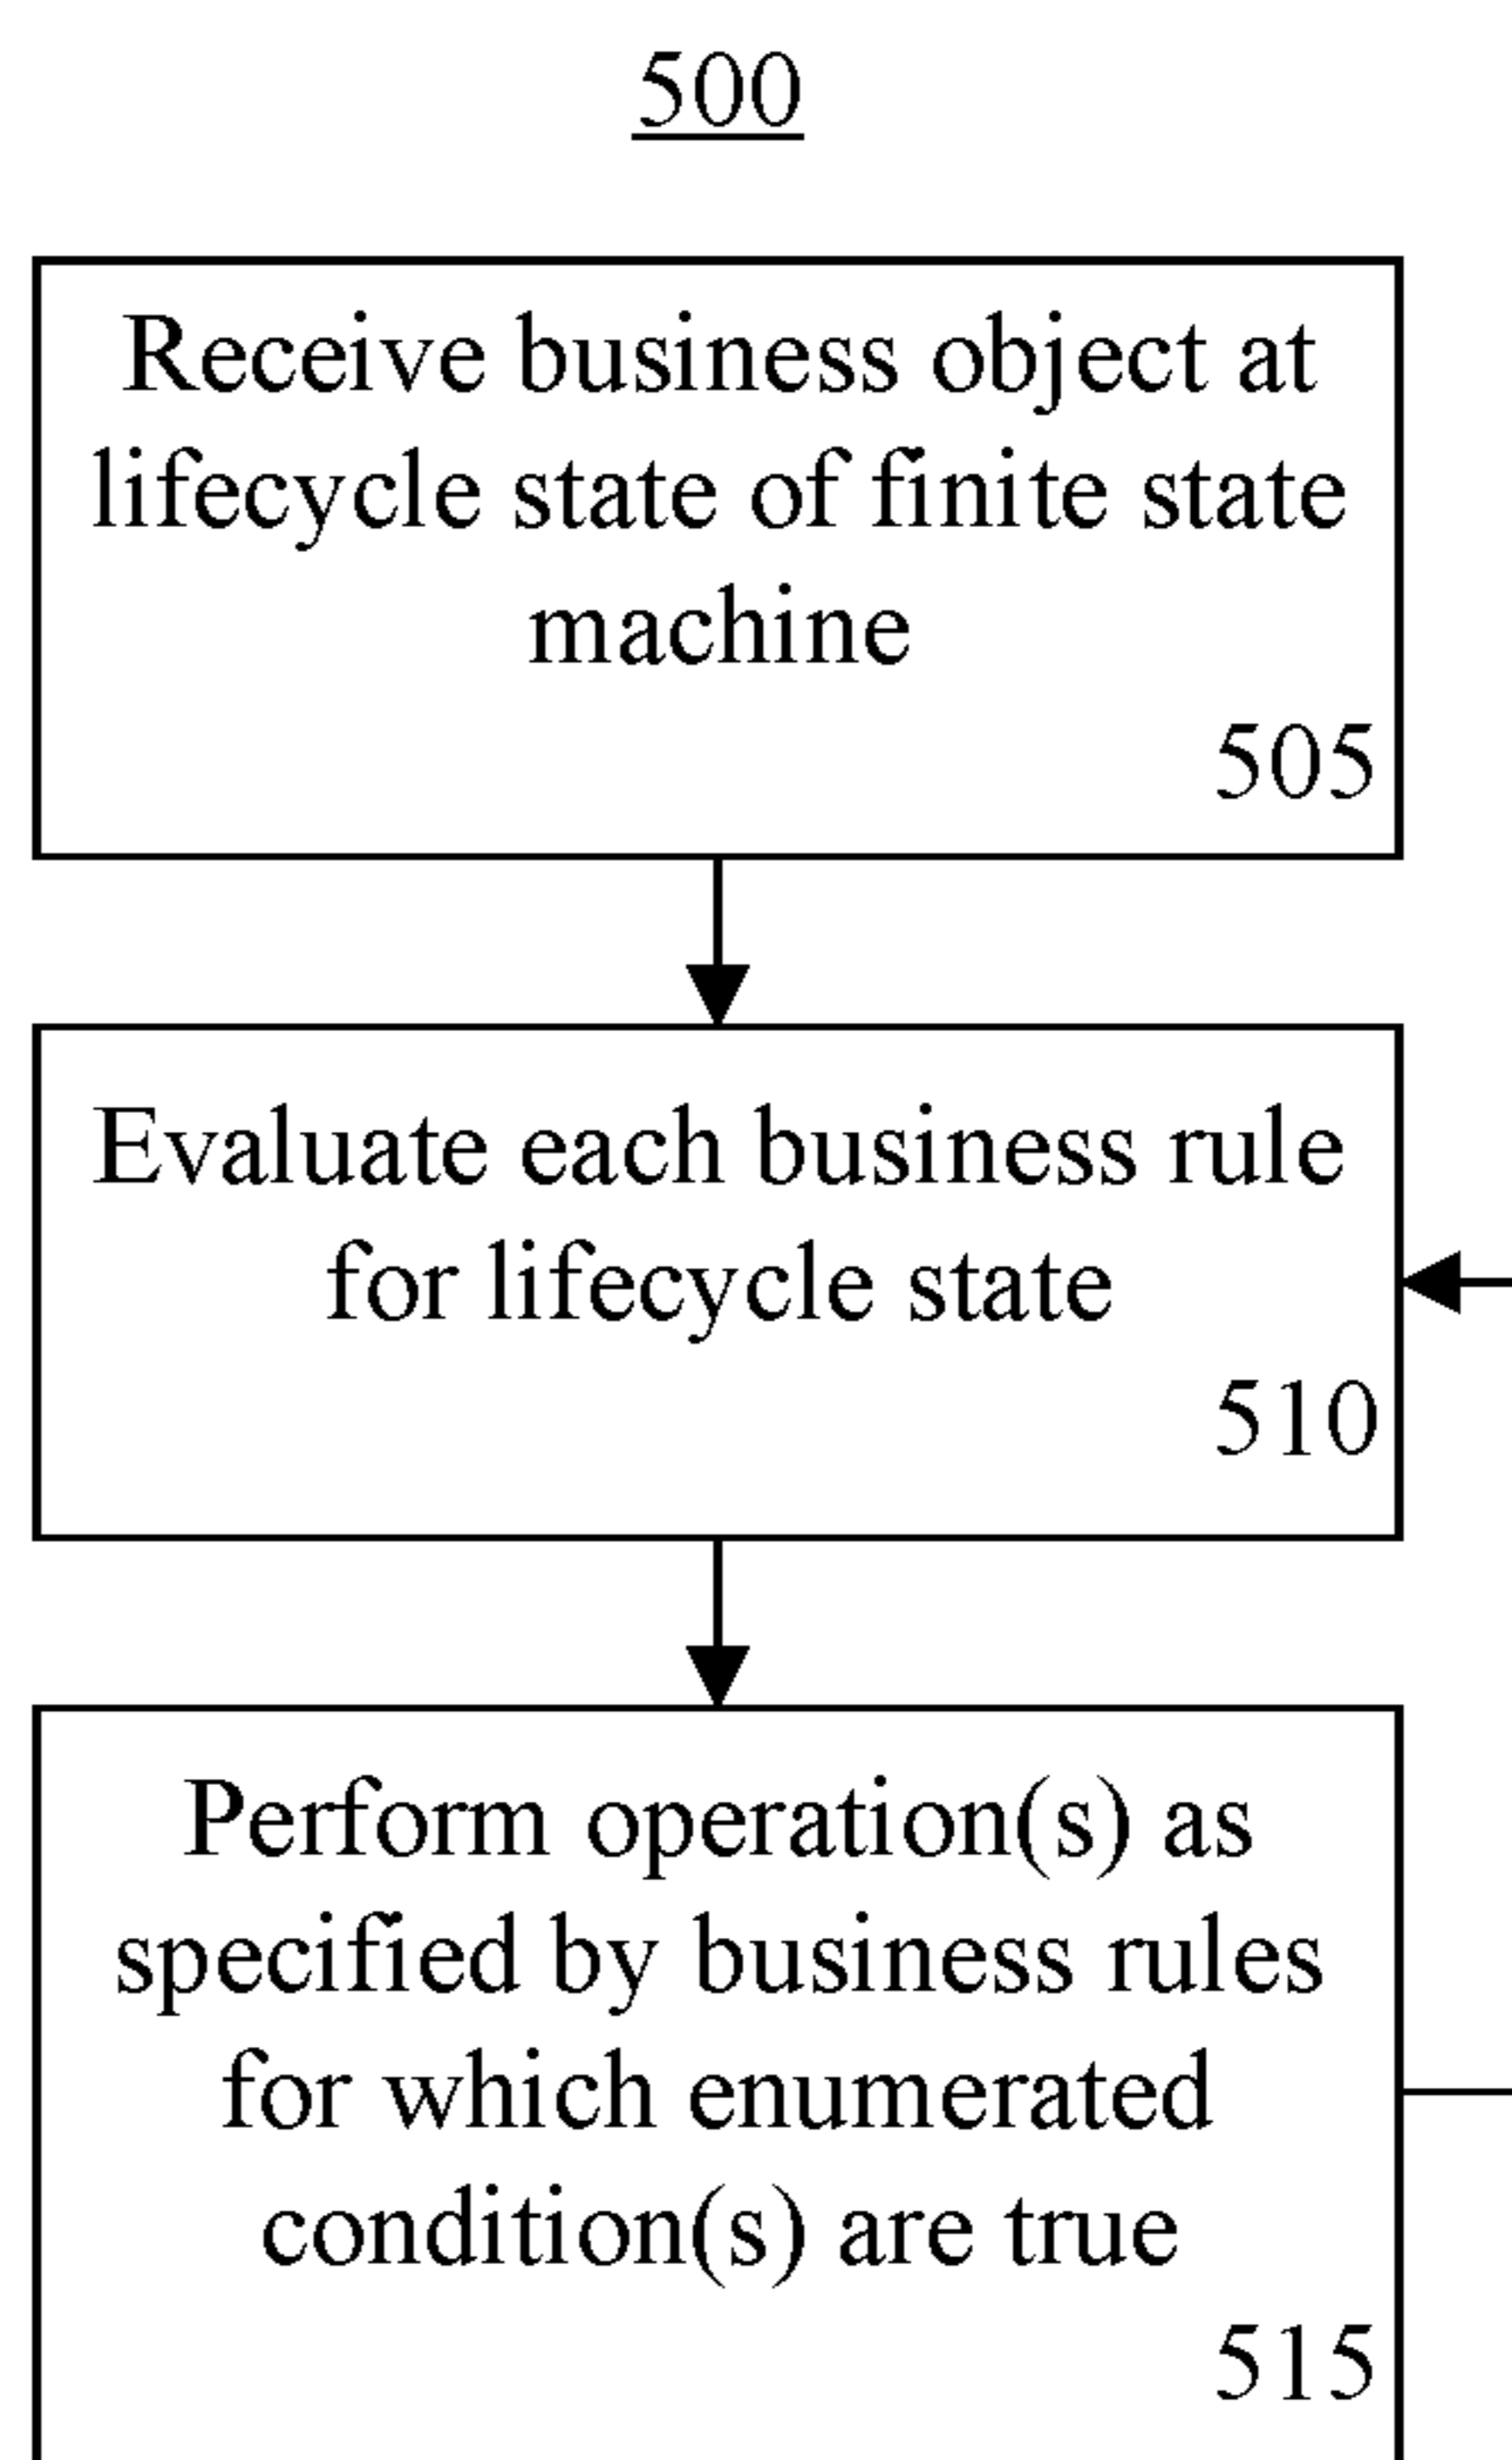 500
Receive business object at
lifecycle state of finite state
machine
505
Evaluate each business rule
for lifecycle state
510
Perform operation(s) as
specified by business rules
for which enumerated
condition(s) are true
515